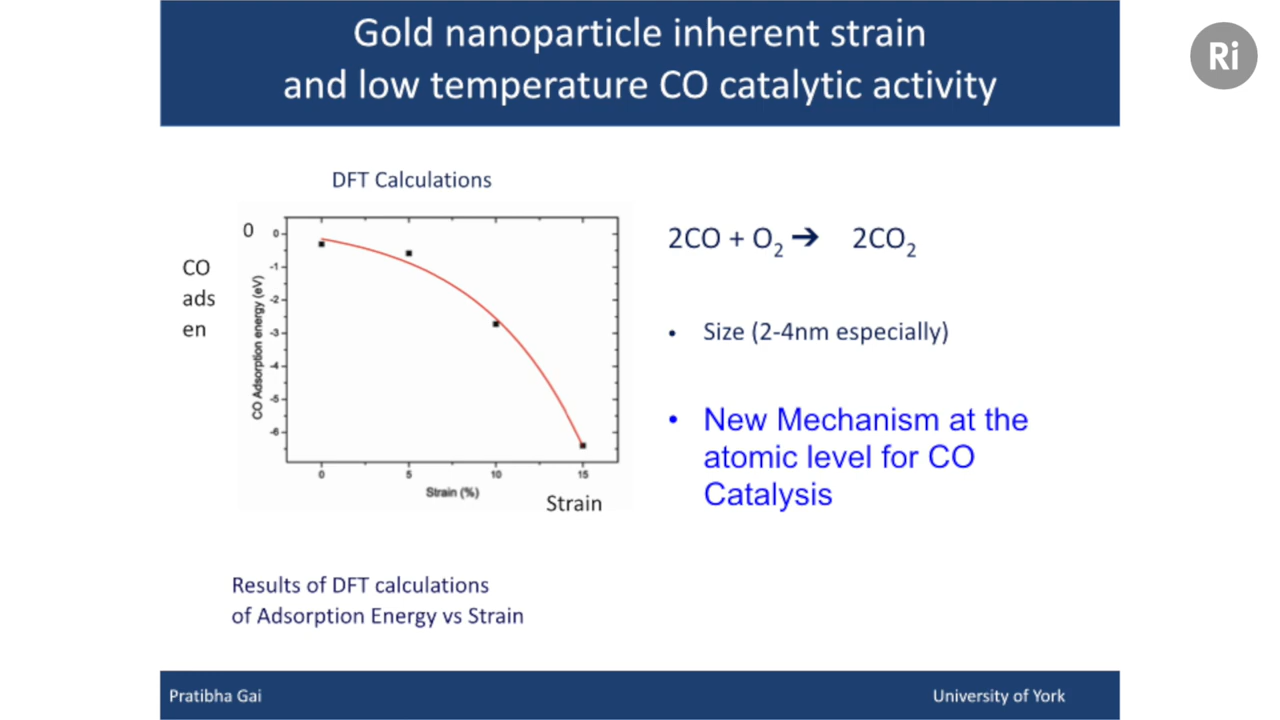 Gold nanoparticle inherent strain
and low temperature CO catalytic activity
Ri
DFT Calculations
0
CO
ads
en
CO Adsorption energy (eV)
0
-1
-2
-3
-4
-5
-6
0 5 10 15
Strain (%)
Strain
2CO + O2 ➔ 2CO2
• Size (2-4nm especially)
• New Mechanism at the
atomic level for CO
Catalysis
Results of DFT calculations
of Adsorption Energy vs Strain
Pratibha Gai
University of York